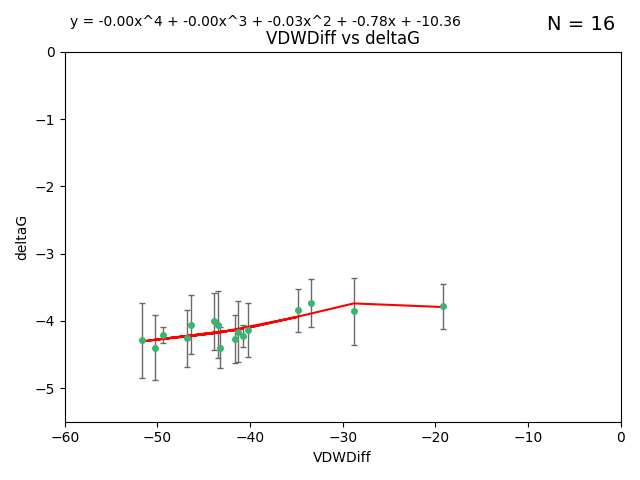 y = -0.00x^4 + -0.00x^3 + -0.03x^2 + -0.78x + -10.36
N = 16
VDWDiff vs deltaG
0
−1
−2
−3
−4
−5
deltaG
−60
−50
−40
−30
−20
−10
0
VDWDiff